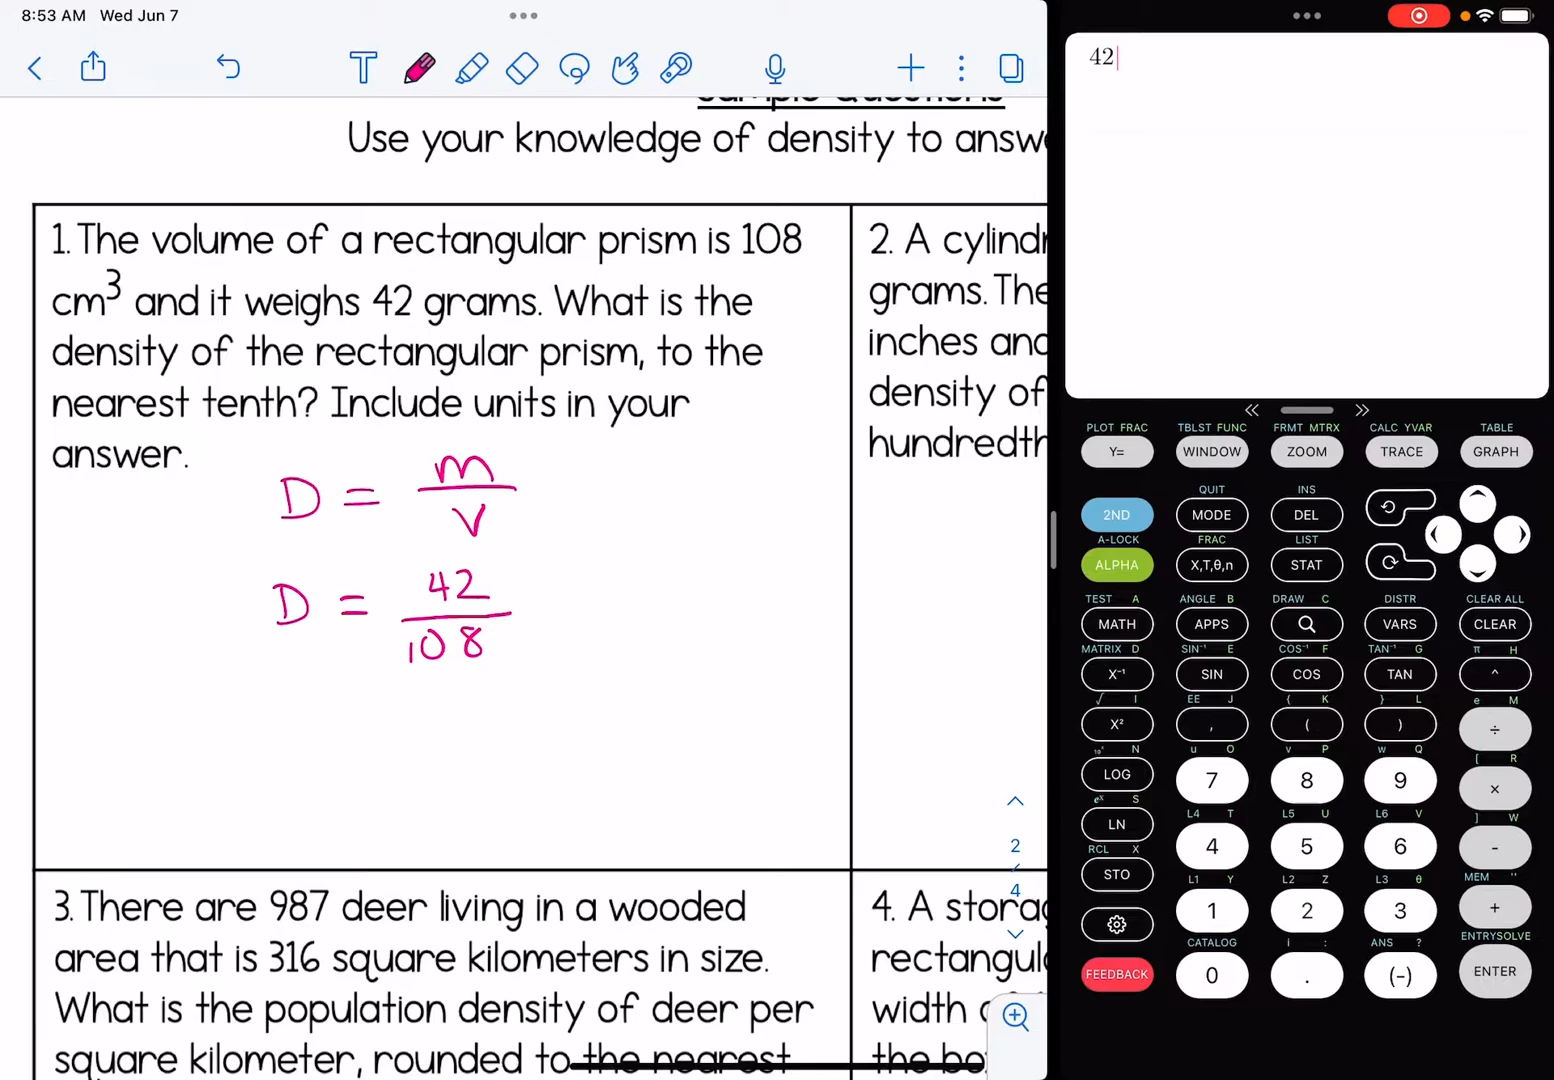 8:53 AM Wed Jun 7
Sample Questions
Use your knowledge of density to answ
1. The volume of a rectangular prism is 108
cm³ and it weighs 42 grams. What is the
density of the rectangular prism, to the
nearest tenth? Include units in your
answer.
D = m/v
D = 42/108
2. A cylindr
grams. The
inches and
density of
hundredth
3. There are 987 deer living in a wooded
area that is 316 square kilometers in size.
What is the population density of deer per
square kilometer, rounded to the nearest
4. A storag
rectangul
width o
the bo
2
4
42
PLOT FRAC TBLST FUNC FRMT MTRX CALC YVAR TABLE
Y= WINDOW ZOOM TRACE GRAPH
QUIT INS
2ND MODE DEL
A-LOCK FRAC LIST
ALPHA X,T,θ,n STAT
TEST A ANGLE B DRAW C DISTR CLEAR ALL
MATH APPS VARS CLEAR
MATRIX D SIN⁻¹ E COS⁻¹ F TAN⁻¹ G π H
X⁻¹ SIN COS TAN ^
√ I EE J { K } L e M
X² , ( ) ÷
10ˣ N u O v P w Q [ R
LOG 7 8 9 ×
eˣ S L4 T L5 U L6 V ] W
LN 4 5 6 -
RCL X L1 Y L2 Z L3 θ MEM "
STO 1 2 3 +
CATALOG i : ANS ? ENTRYSOLVE
FEEDBACK 0 . (-) ENTER